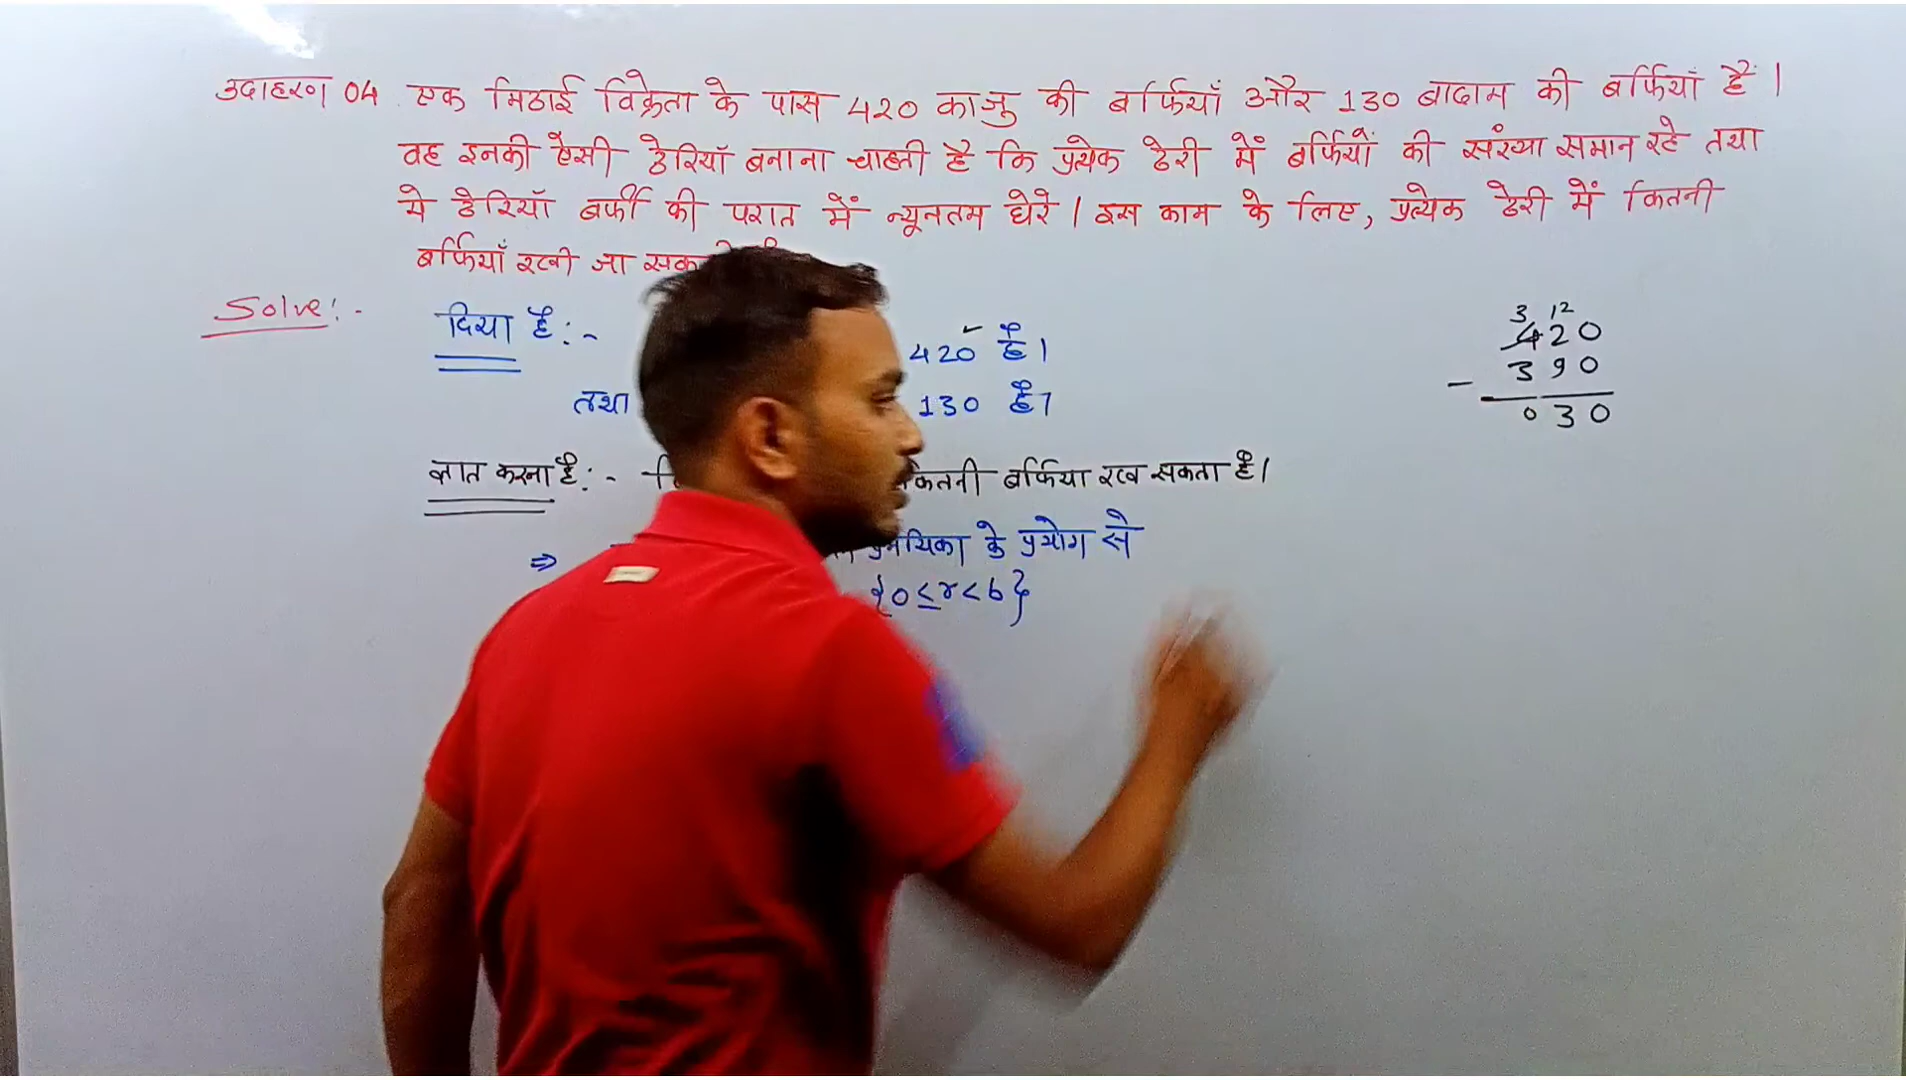 उदाहरण 04 एक मिठाई विक्रेता के पास 420 काजु की बर्फियाँ और 130 बादाम की बर्फियाँ हैं।
वह इनकी ऐसी ढेरियाँ बनाना चाहती है कि प्रत्येक ढेरी में बर्फियों की संख्या समान रहे तथा
ये ढेरियाँ बर्फी की परात में न्यूनतम घेरे। इस काम के लिए, प्रत्येक ढेरी में कितनी
बर्फियाँ रखी जा
Solve:-
दिया है:- 420 है।
तथा 130 है।
ज्ञात करना है:- कितनी बर्फिया रख सकता है।
⇒ के प्रयोग से
{0≤r<b}
3 12
420
- 390
030